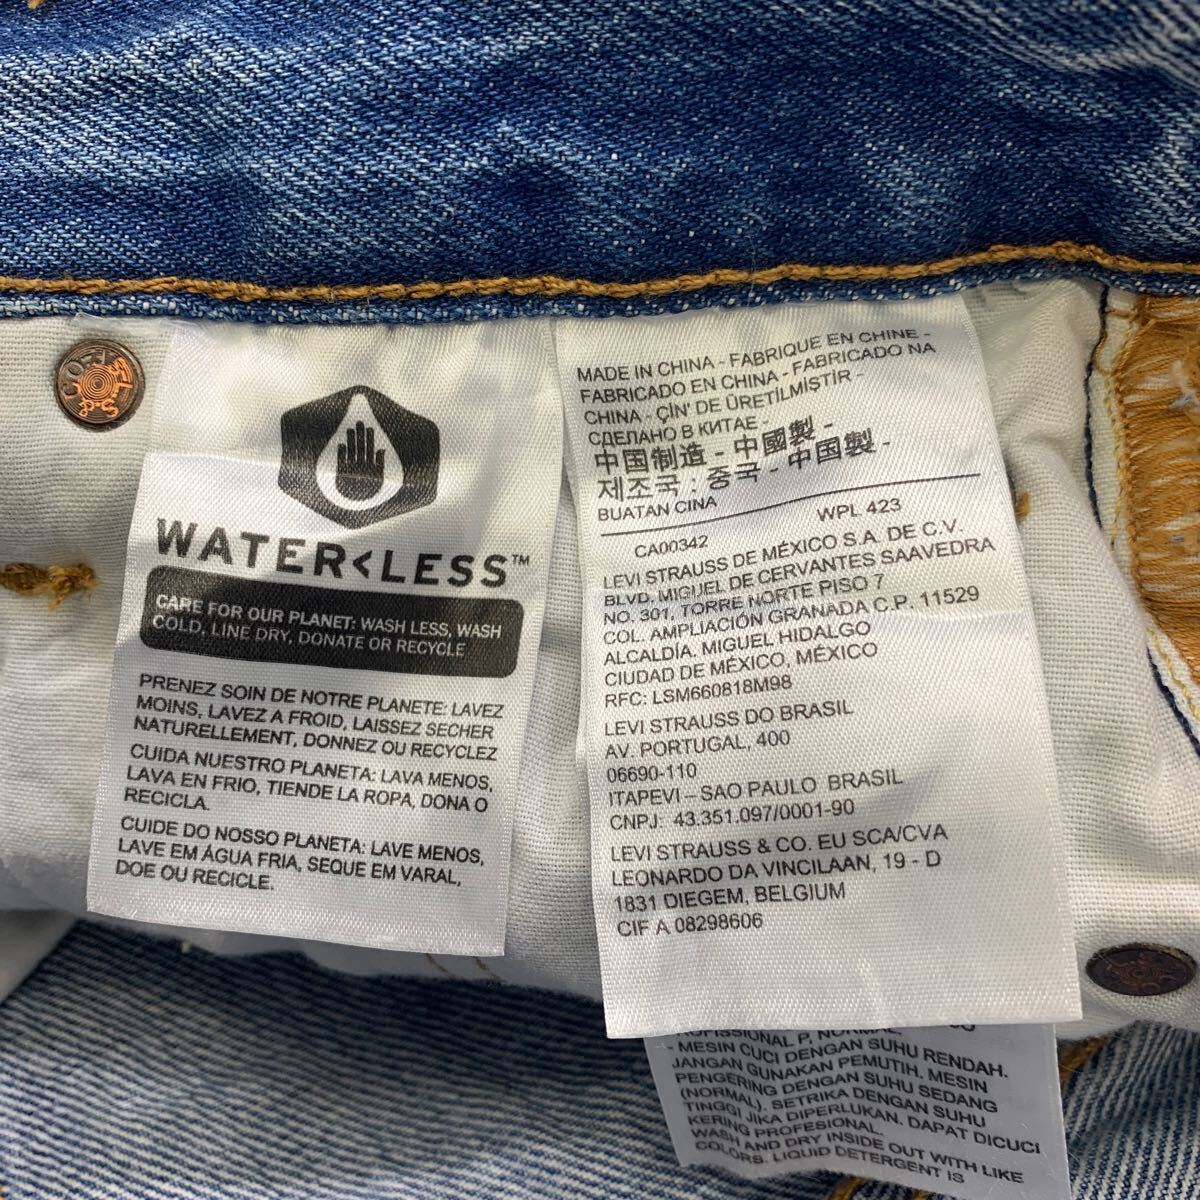 WATER<LESS™
CARE FOR OUR PLANET: WASH LESS, WASH
COLD, LINE DRY, DONATE OR RECYCLE
PRENEZ SOIN DE NOTRE PLANETE: LAVEZ
MOINS, LAVEZ A FROID, LAISSEZ SECHER
NATURELLEMENT, DONNEZ OU RECYCLEZ
CUIDA NUESTRO PLANETA: LAVA MENOS,
LAVA EN FRIO, TIENDE LA ROPA, DONA O
RECICLA.
CUIDE DO NOSSO PLANETA: LAVE MENOS,
LAVE EM ÁGUA FRIA, SEQUE EM VARAL,
DOE OU RECICLE.
MADE IN CHINA - FABRIQUE EN CHINE -
FABRICADO EN CHINA - FABRICADO NA
CHINA - ÇİN' DE ÜRETİLMİŞTİR -
СДЕЛАНО В КИТАЕ -
中国制造 - 中國製 -
제조국 : 중국 - 中国製 -
BUATAN CINA
CA00342 WPL 423
LEVI STRAUSS DE MÉXICO S.A. DE C.V.
BLVD. MIGUEL DE CERVANTES SAAVEDRA
NO. 301, TORRE NORTE PISO 7
COL. AMPLIACIÓN GRANADA C.P. 11529
ALCALDÍA. MIGUEL HIDALGO
CIUDAD DE MÉXICO, MÉXICO
RFC: LSM660818M98
LEVI STRAUSS DO BRASIL
AV. PORTUGAL, 400
06690-110
ITAPEVI – SAO PAULO BRASIL
CNPJ: 43.351.097/0001-90
LEVI STRAUSS & CO. EU SCA/CVA
LEONARDO DA VINCILAAN, 19 - D
1831 DIEGEM, BELGIUM
CIF A 08298606
PROFISSIONAL P, NORMAL.
- MESIN CUCI DENGAN SUHU RENDAH.
JANGAN GUNAKAN PEMUTIH. MESIN
PENGERING DENGAN SUHU SEDANG
(NORMAL). SETRIKA DENGAN SUHU
TINGGI JIKA DIPERLUKAN. DAPAT DICUCI
KERING PROFESIONAL.
WASH AND DRY INSIDE OUT WITH LIKE
COLORS. LIQUID DETERGENT IS